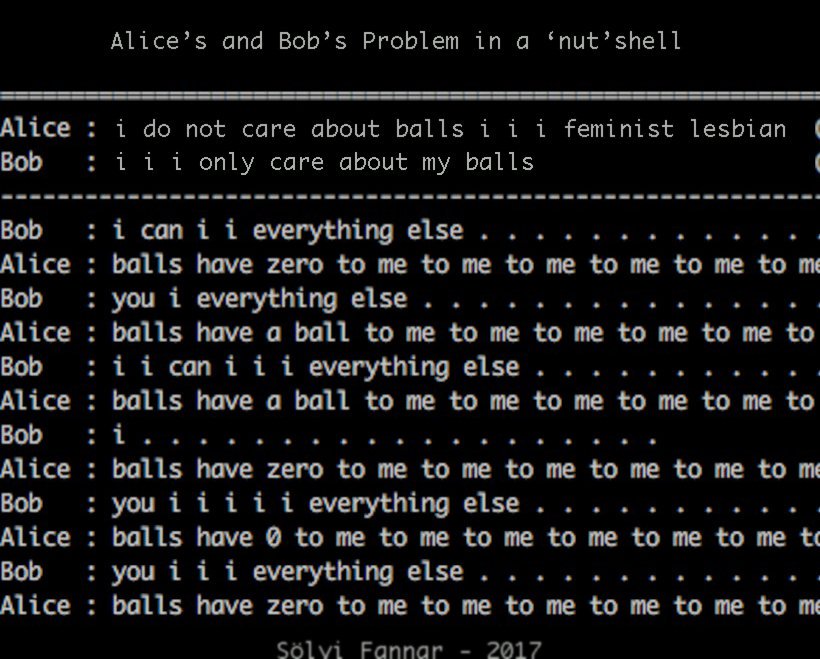 Alice’s and Bob’s Problem in a ‘nut’shell
Alice : i do not care about balls i i i feminist lesbian
Bob : i i i only care about my balls
Bob : i can i i everything else . . . . . . . . . . . . .
Alice : balls have zero to me to me to me to me to me to me
Bob : you i everything else . . . . . . . . . . . . . . .
Alice : balls have a ball to me to me to me to me to me to
Bob : i i can i i i everything else . . . . . . . . . . .
Alice : balls have a ball to me to me to me to me to me to
Bob : i . . . . . . . . . . . . . . . . . . .
Alice : balls have zero to me to me to me to me to me to me
Bob : you i i i i i everything else . . . . . . . . . . .
Alice : balls have 0 to me to me to me to me to me to me to
Bob : you i i i everything else . . . . . . . . . . . . .
Alice : balls have zero to me to me to me to me to me to me
Sölvi Fannar - 2017